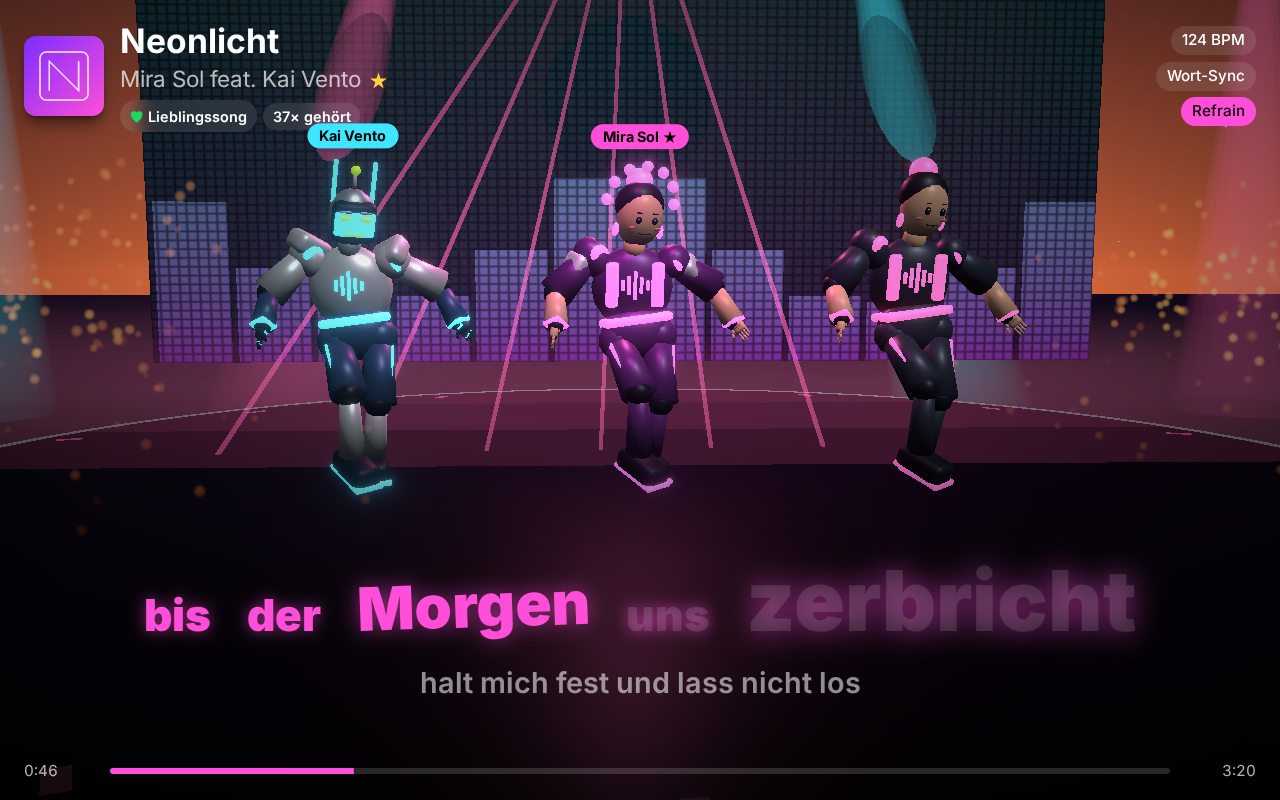 Neonlicht
Mira Sol feat. Kai Vento ★
Lieblingssong
37× gehört
124 BPM
Wort-Sync
Refrain
Kai Vento
Mira Sol ★
bis der Morgen uns zerbricht
halt mich fest und lass nicht los
0:46
3:20